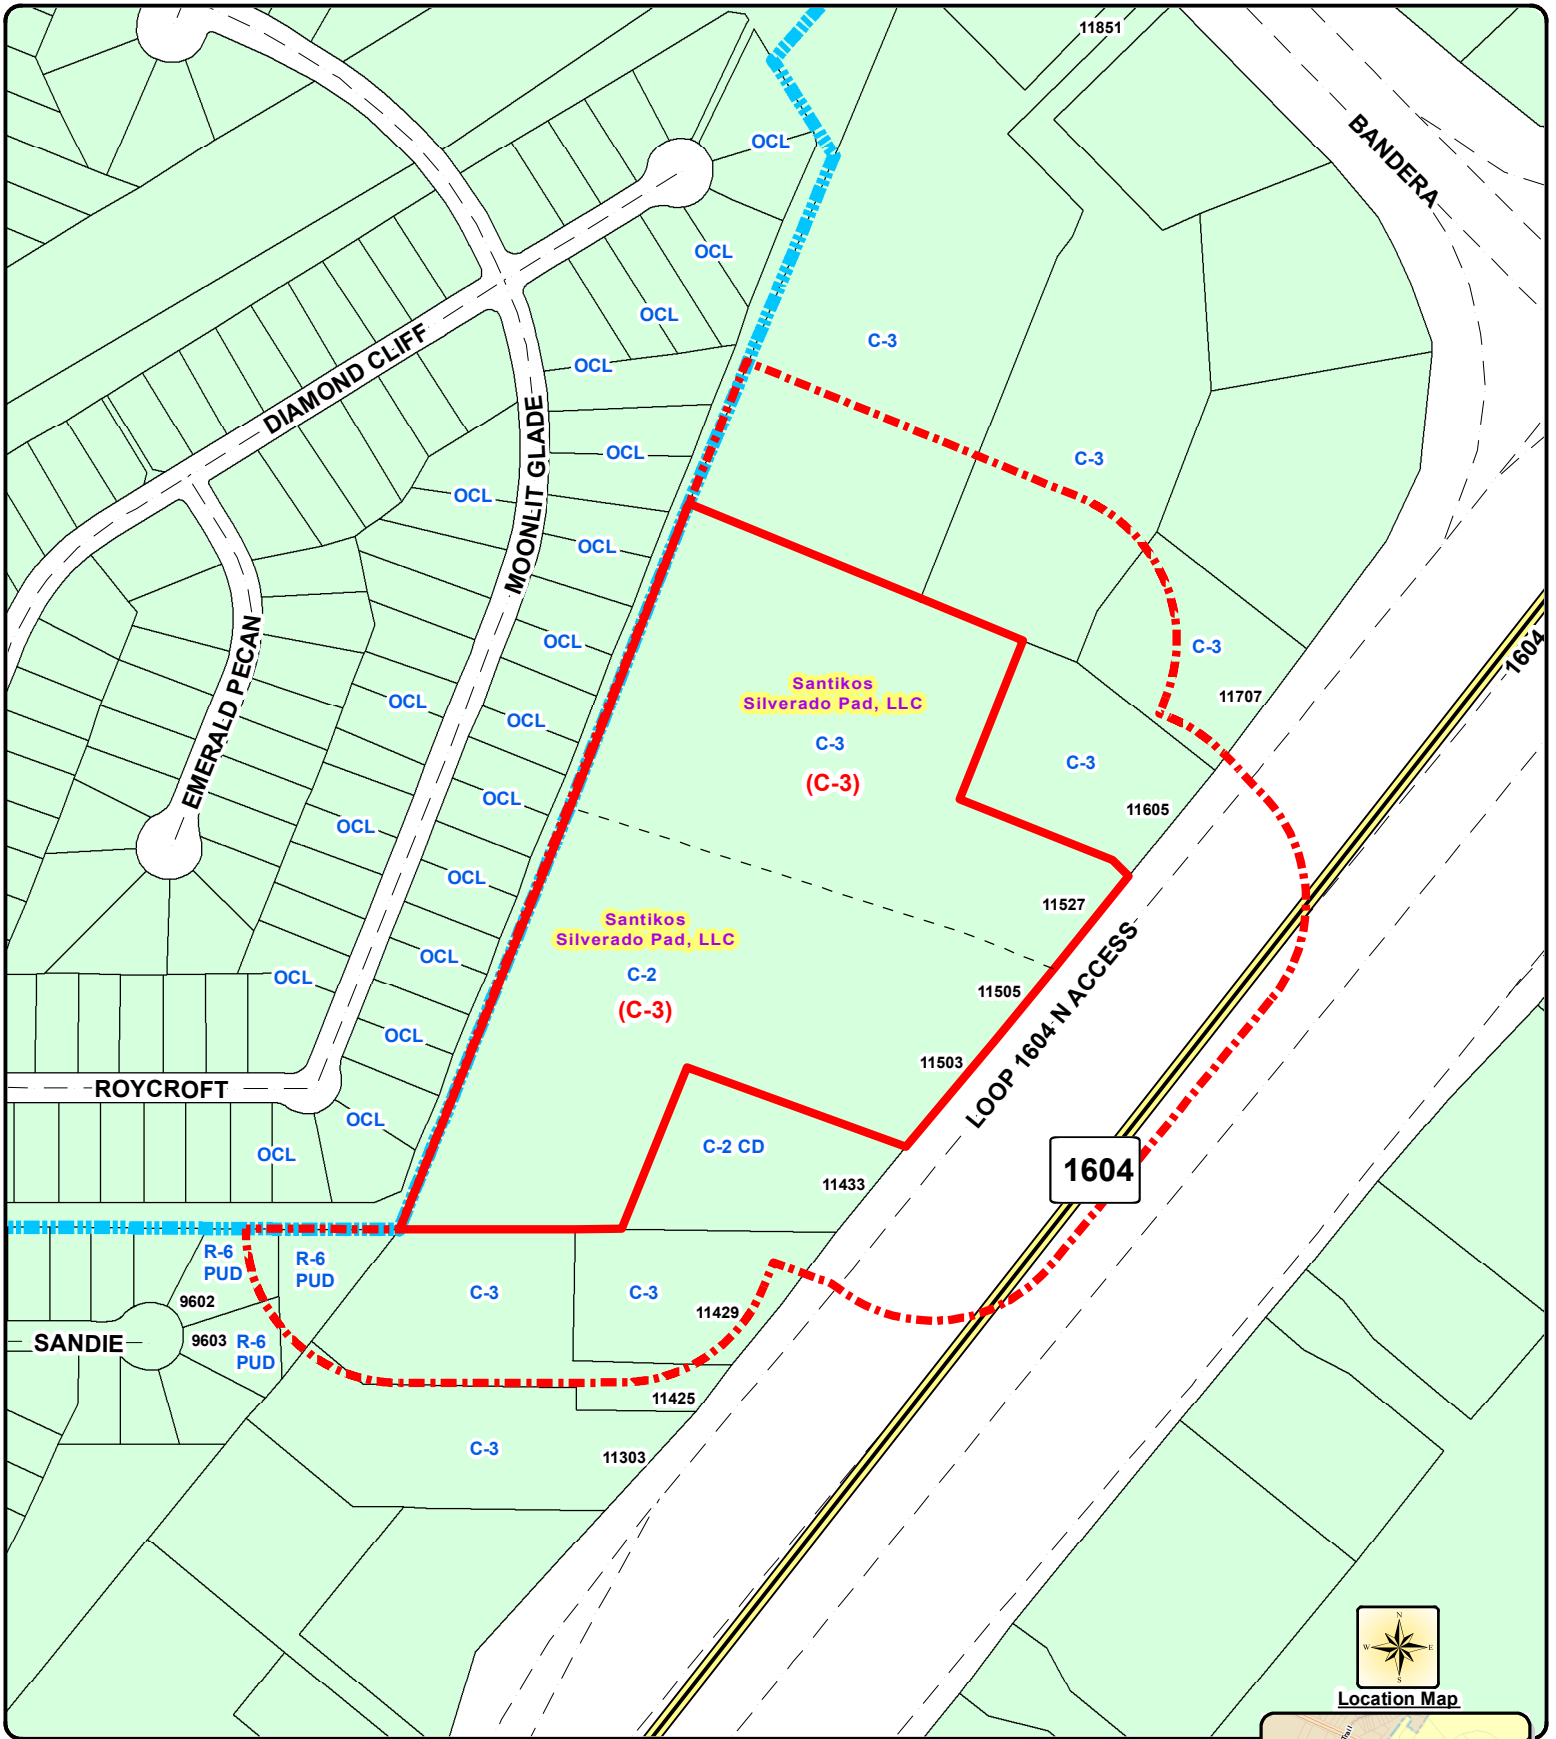 11851
BANDERA
OCL
OCL
OCL
C-3
OCL
DIAMOND CLIFF
MOONLIT GLADE
OCL
C-3
OCL
OCL
1604
EMERALD PECAN
OCL
C-3
Santikos
Silverado Pad, LLC
C-3
(C-3)
11707
OCL
OCL
C-3
OCL
11605
OCL
OCL
11527
Santikos
Silverado Pad, LLC
C-2
(C-3)
OCL
OCL
11505
LOOP 1604 N ACCESS
OCL
11503
ROYCROFT
OCL
C-2 CD
OCL
1604
11433
R-6
PUD
R-6
PUD
C-3
C-3
9602
11429
SANDIE
9603
R-6
PUD
11425
C-3
11303
N
W
E
S
Location Map
Trail